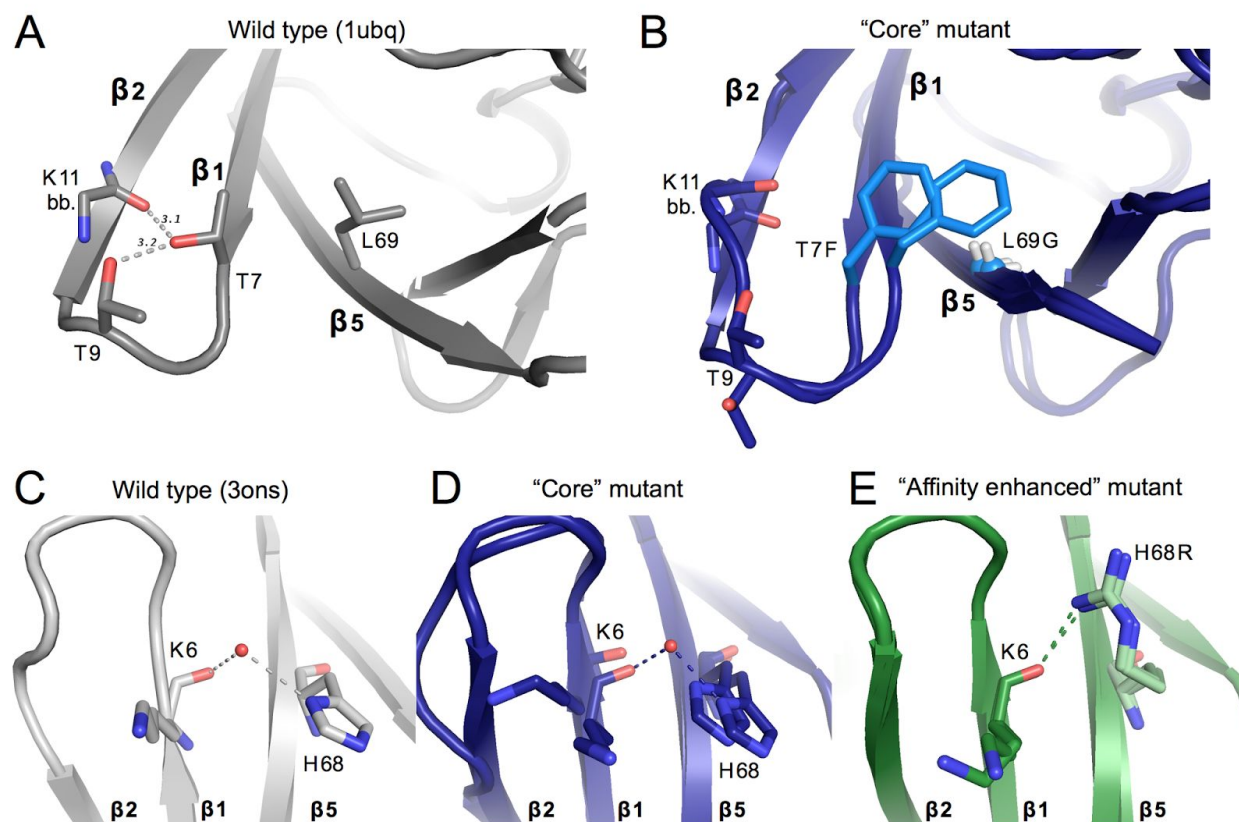 A
Wild type (1ubq)
β2
K11
bb.
3.1
β1
3.2
T7
L69
T9
β5
B
"Core" mutant
β2
β1
K11
bb.
T7F
L69G
β5
T9
C
Wild type (3ons)
K6
H68
β2
β1
β5
D
"Core" mutant
K6
H68
β2
β1
β5
E
"Affinity enhanced" mutant
H68R
K6
β2
β1
β5